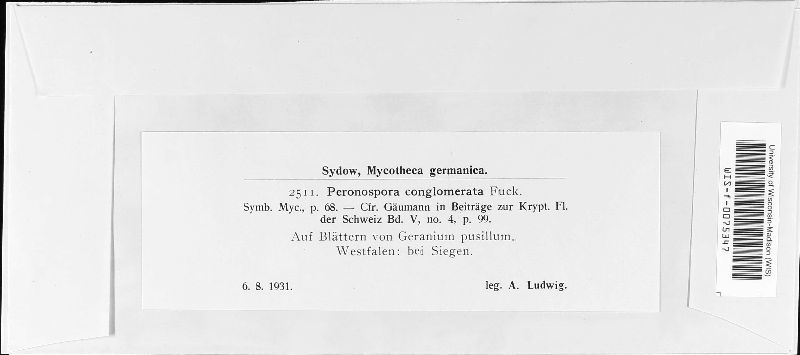 Sydow, Mycotheca germanica.
2511. Peronospora conglomerata Fuck.
Symb. Myc., p. 68. — Cfr. Gäumann in Beiträge zur Krypt. Fl.
der Schweiz Bd. V, no. 4, p. 99.
Auf Blättern von Geranium pusillum,
Westfalen: bei Siegen.
6. 8. 1931. leg. A. Ludwig.
University of Wisconsin-Madison (WIS)
WIS-f-0075347